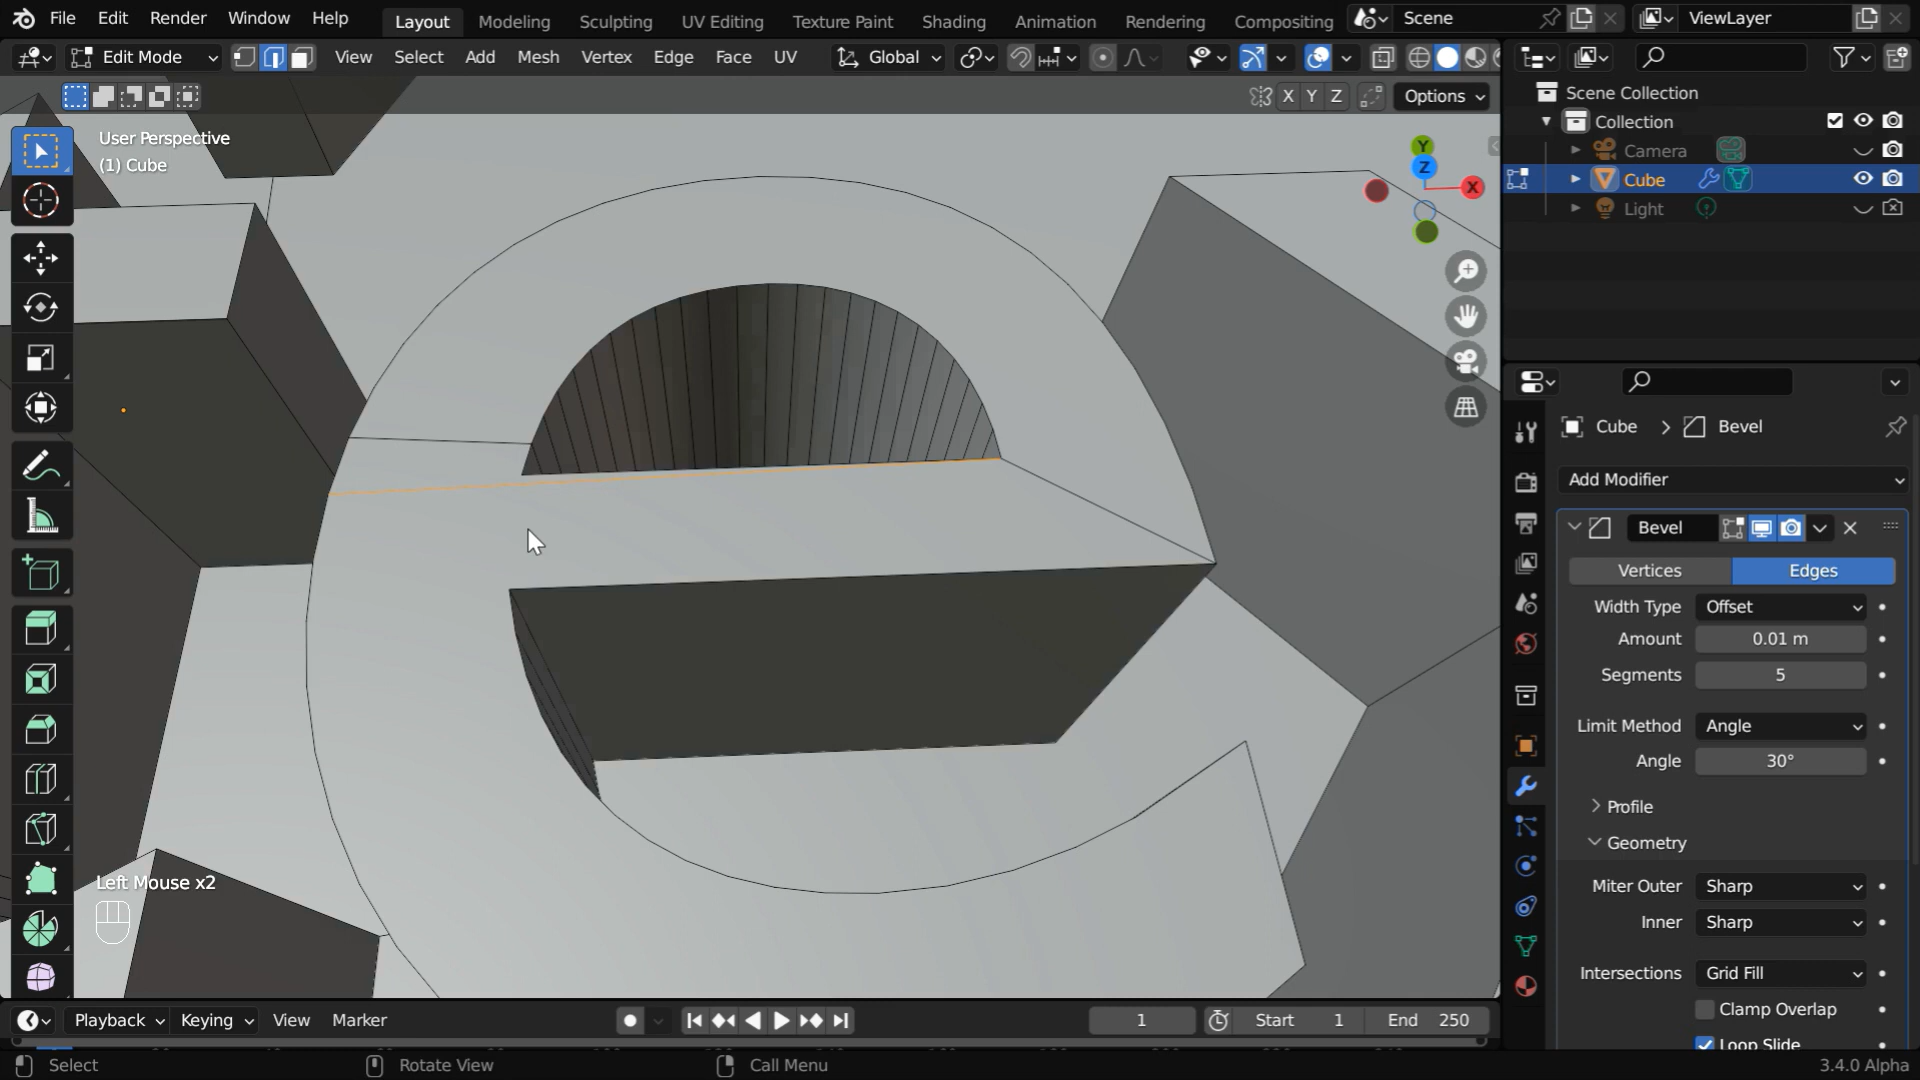 File Edit Render Window Help Layout Modeling Sculpting UV Editing Texture Paint Shading Animation Rendering Compositing Scene ViewLayer
Edit Mode View Select Add Mesh Vertex Edge Face UV Global
X Y Z Options
User Perspective
(1) Cube
Y
Z
X
Left Mouse x2
Scene Collection
Collection
Camera
Cube
Light
Cube > Bevel
Add Modifier
Bevel
Vertices Edges
Width Type Offset
Amount 0.01 m
Segments 5
Limit Method Angle
Angle 30°
Profile
Geometry
Miter Outer Sharp
Inner Sharp
Intersections Grid Fill
Clamp Overlap
Loop Slide
Playback Keying View Marker 1 Start 1 End 250
Select Rotate View Call Menu 3.4.0 Alpha